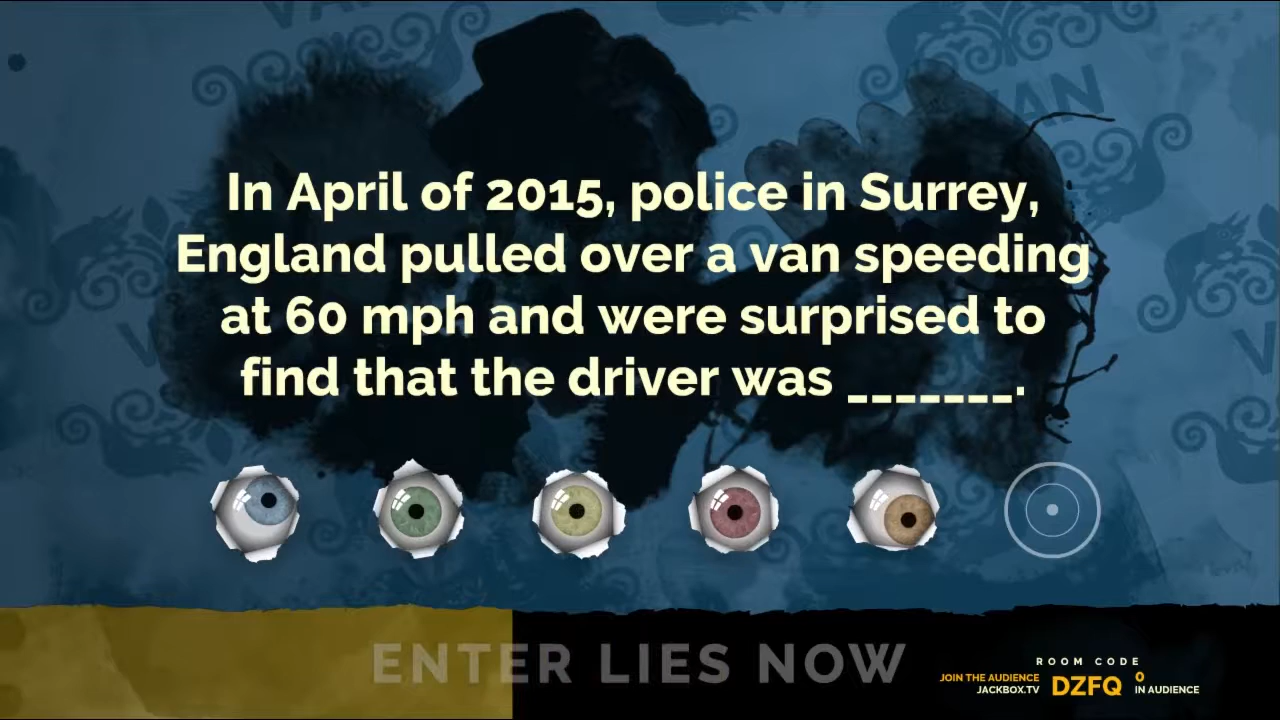 In April of 2015, police in Surrey,
England pulled over a van speeding
at 60 mph and were surprised to
find that the driver was _______.
ENTER LIES NOW
ROOM CODE
JOIN THE AUDIENCE
JACKBOX.TV
DZFQ
0
IN AUDIENCE
VAN